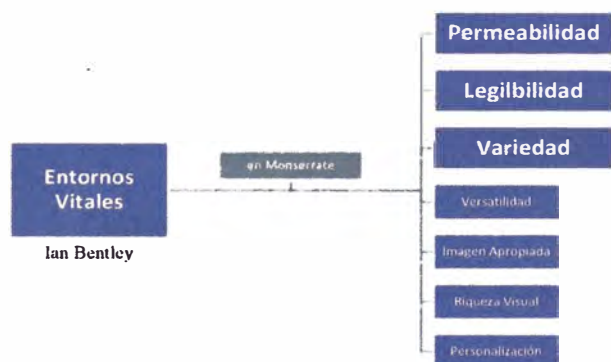 Permeabilidad
Legilbilidad
Variedad
en Monserrate
Entornos
Vitales
Ian Bentley
Versatilidad
Imagen Apropiada
Riqueza Visual
Personalización